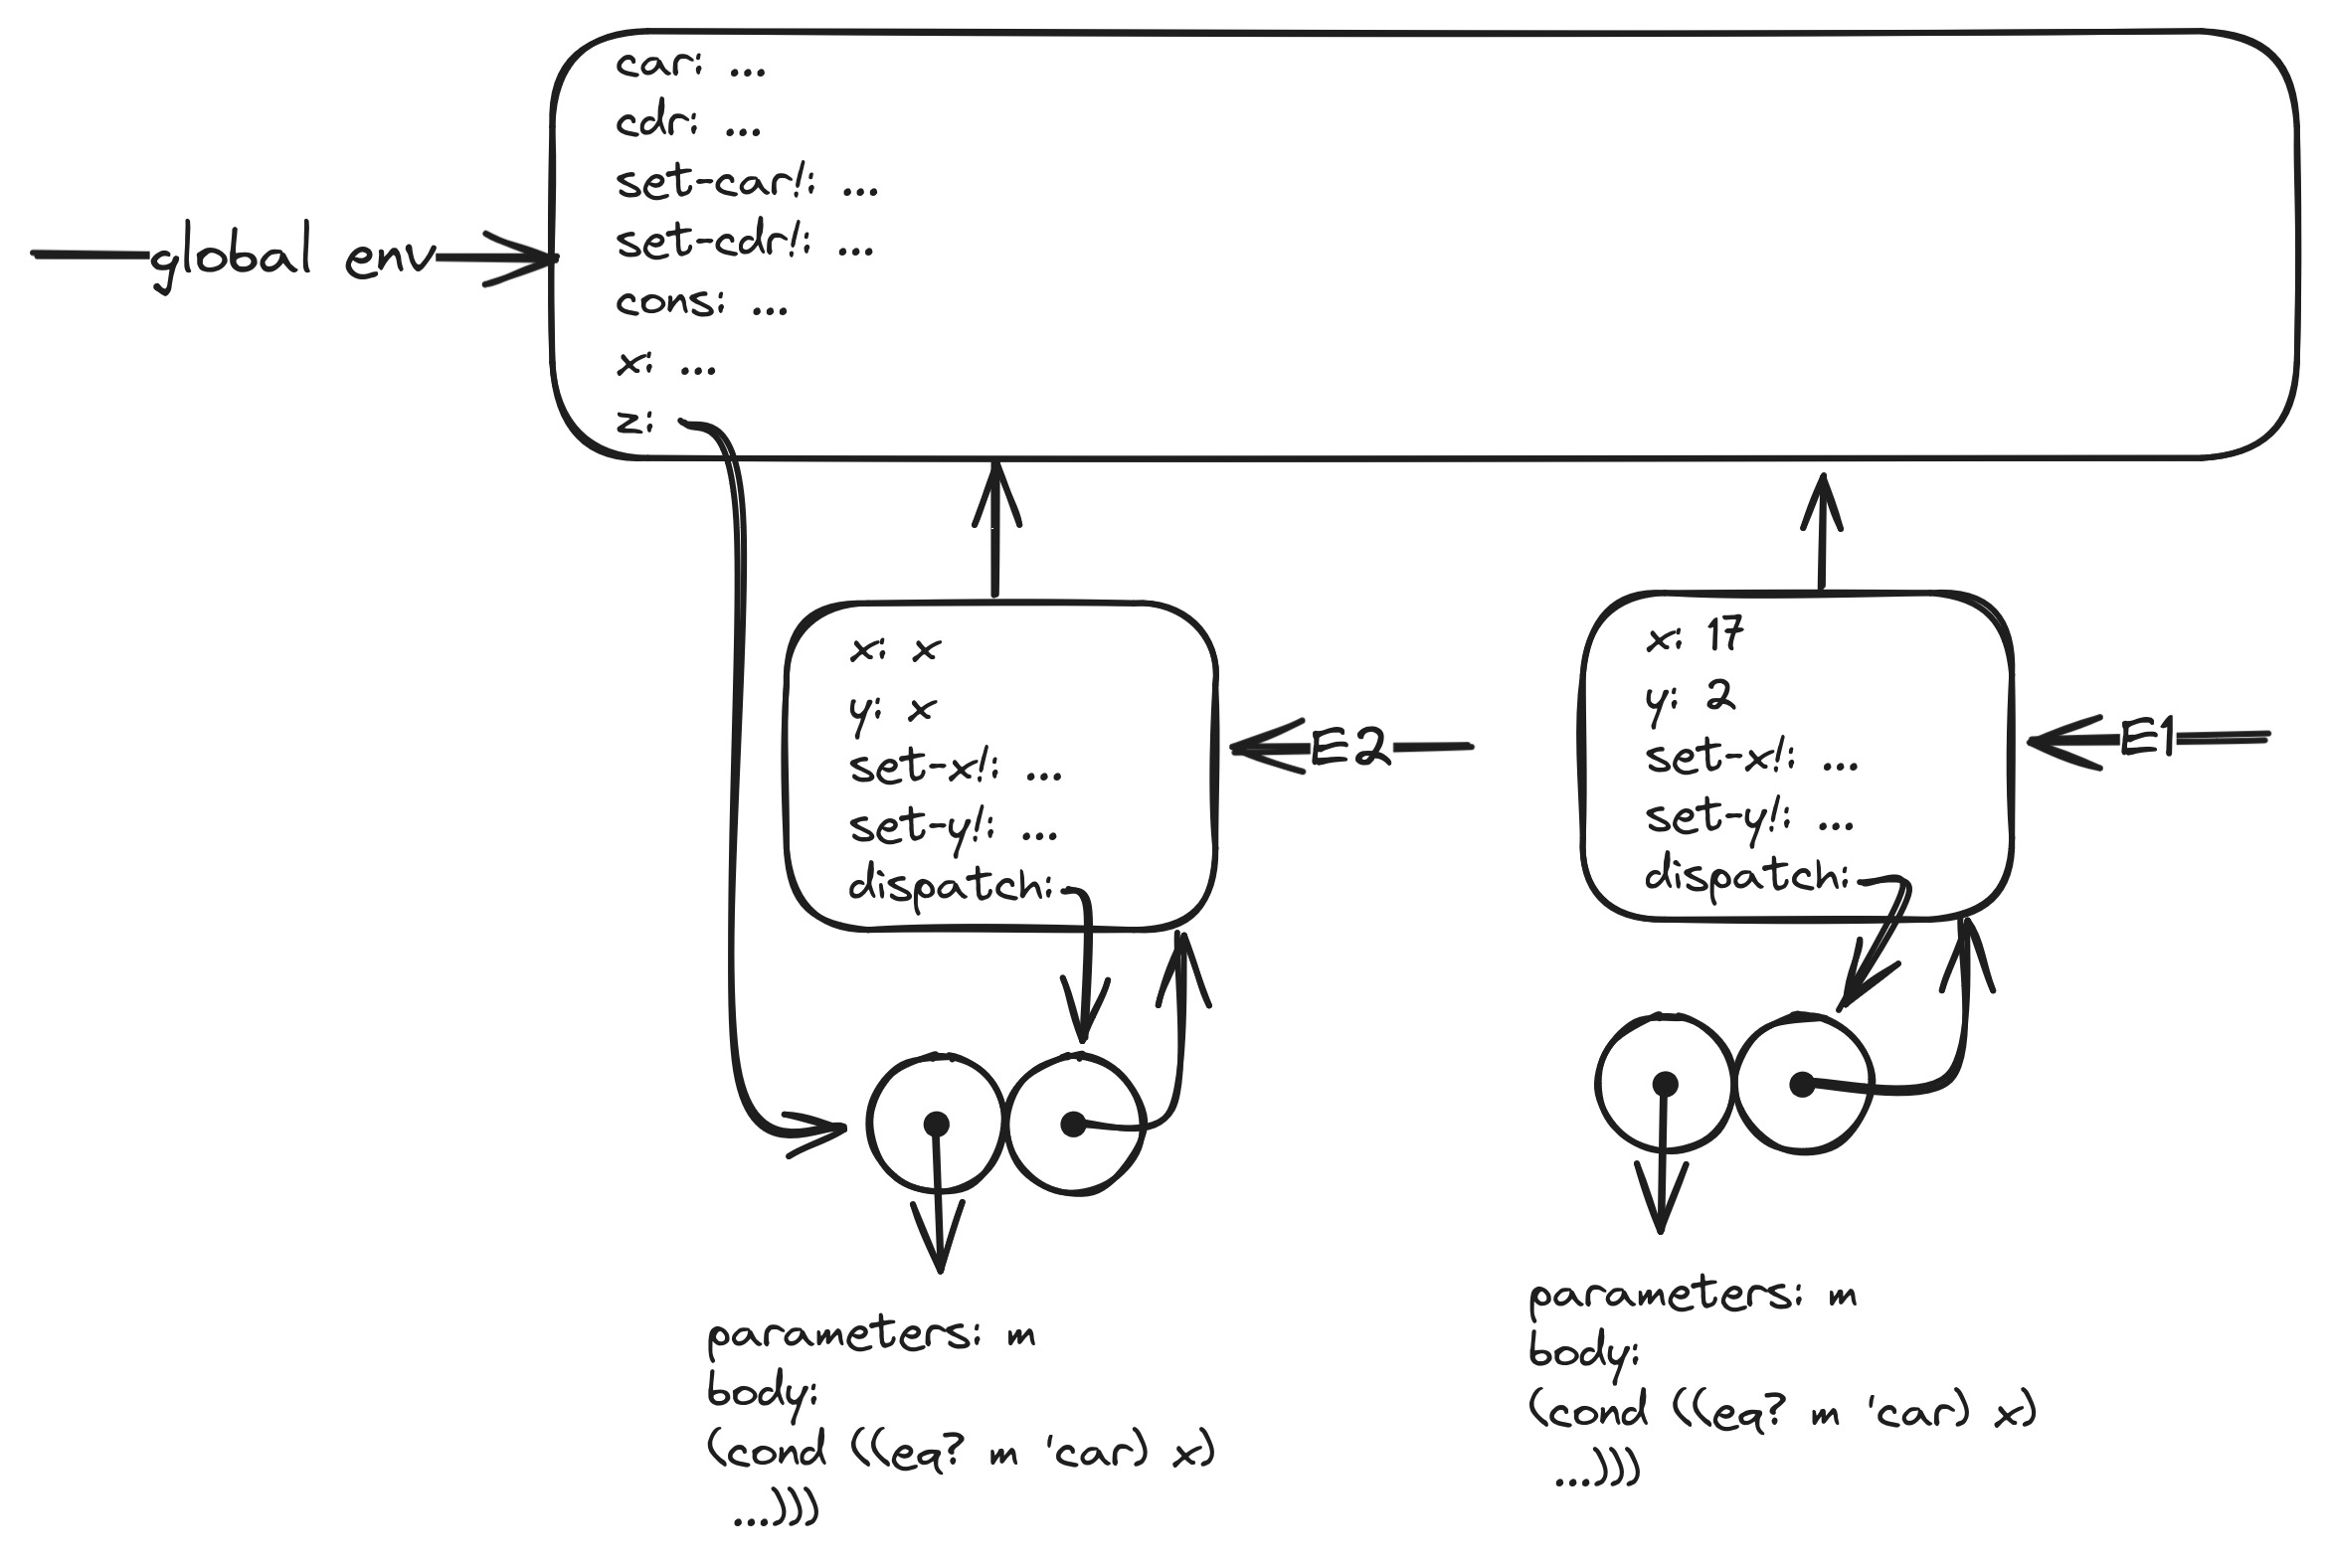 car: ...
cdr: ...
set-car!: ...
set-cdr!: ...
global env
cons: ...
x: ...
z:
x: x
y: x
set-x!: ...
set-y!: ...
dispatch:
E2
x: 17
y: 2
set-x!: ...
set-y!: ...
dispatch:
E1
parameters: m
body:
(cond ((eq? m 'car) x)
...)))
parameters: m
body:
(cond ((eq? m 'car) x)
...)))